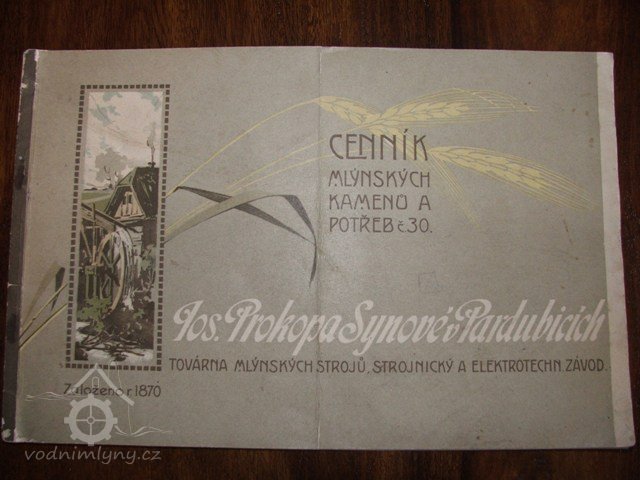 CENNÍK
MLÝNSKÝCH
KAMENŮ A
POTŘEB č.30.
Jos. Prokopa Synové v Pardubicích
TOVÁRNA MLÝNSKÝCH STROJŮ, STROJNICKÝ A ELEKTROTECHN. ZÁVOD.
Založeno r. 1870
vodnimlyny.cz